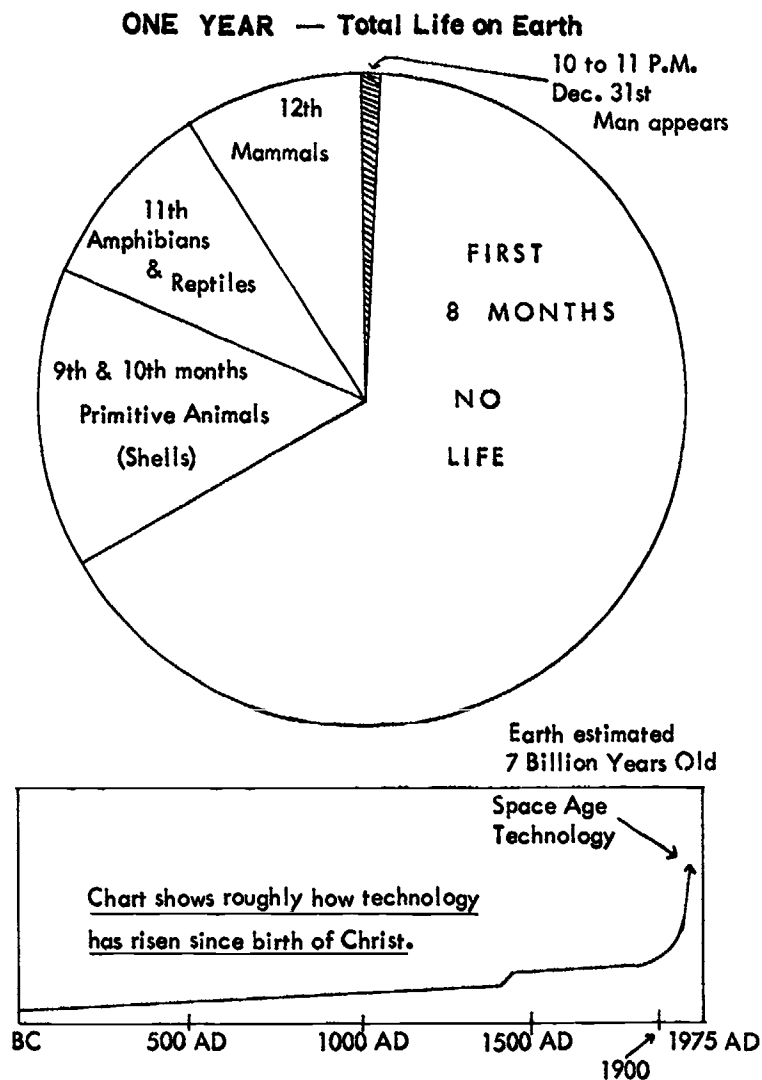 ONE YEAR — Total Life on Earth
10 to 11 P.M.
Dec. 31st
Man appears
12th
Mammals
11th
Amphibians
& Reptiles
9th & 10th months
Primitive Animals
(Shells)
FIRST
8 MONTHS
NO
LIFE
Earth estimated
7 Billion Years Old
Space Age
Technology
Chart shows roughly how technology
has risen since birth of Christ.
BC 500 AD 1000 AD 1500 AD 1975 AD
1900